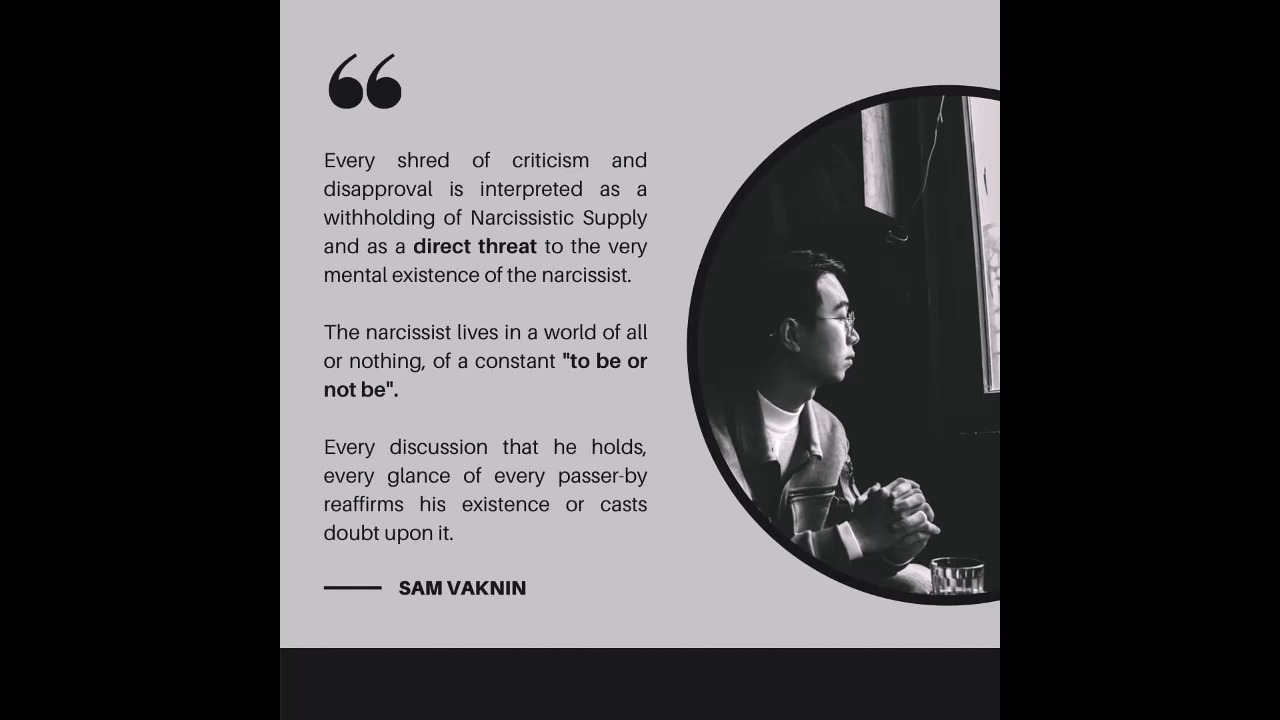 “
Every shred of criticism and
disapproval is interpreted as a
withholding of Narcissistic Supply
and as a direct threat to the very
mental existence of the narcissist.
The narcissist lives in a world of all
or nothing, of a constant "to be or
not be".
Every discussion that he holds,
every glance of every passer-by
reaffirms his existence or casts
doubt upon it.
SAM VAKNIN